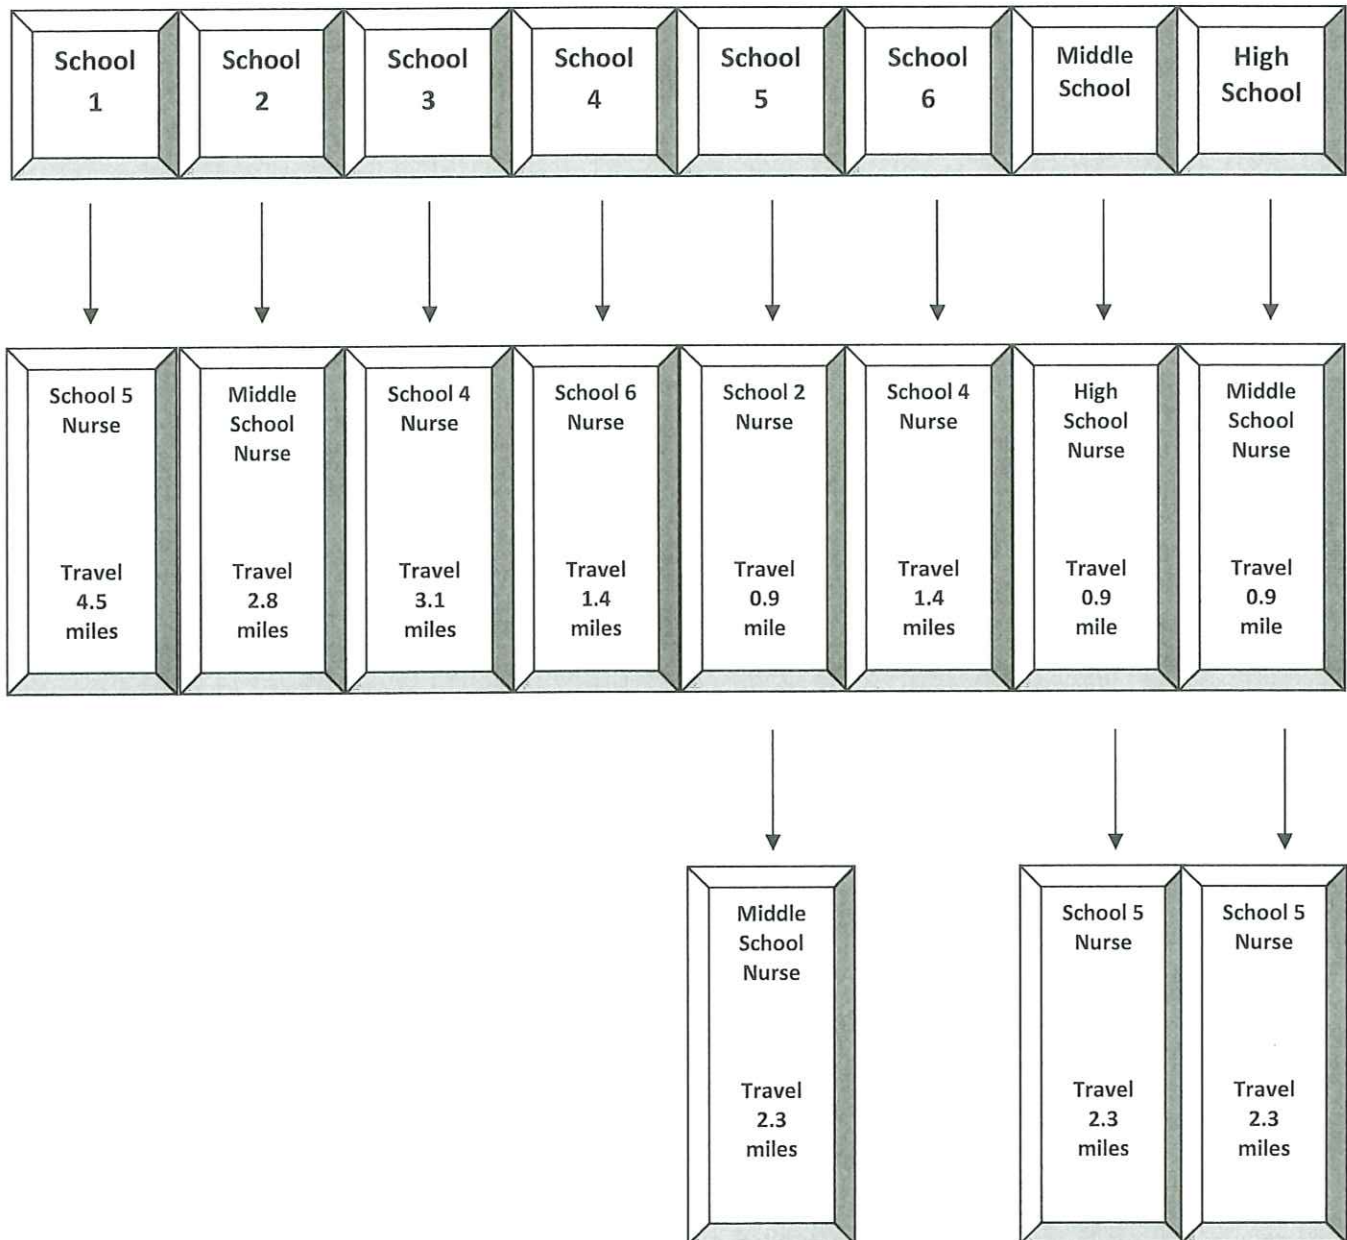 School
1
School
2
School
3
School
4
School
5
School
6
Middle
School
High
School
School 5
Nurse
Travel
4.5
miles
Middle
School
Nurse
Travel
2.8
miles
School 4
Nurse
Travel
3.1
miles
School 6
Nurse
Travel
1.4
miles
School 2
Nurse
Travel
0.9
mile
School 4
Nurse
Travel
1.4
miles
High
School
Nurse
Travel
0.9
mile
Middle
School
Nurse
Travel
0.9
mile
Middle
School
Nurse
Travel
2.3
miles
School 5
Nurse
Travel
2.3
miles
School 5
Nurse
Travel
2.3
miles